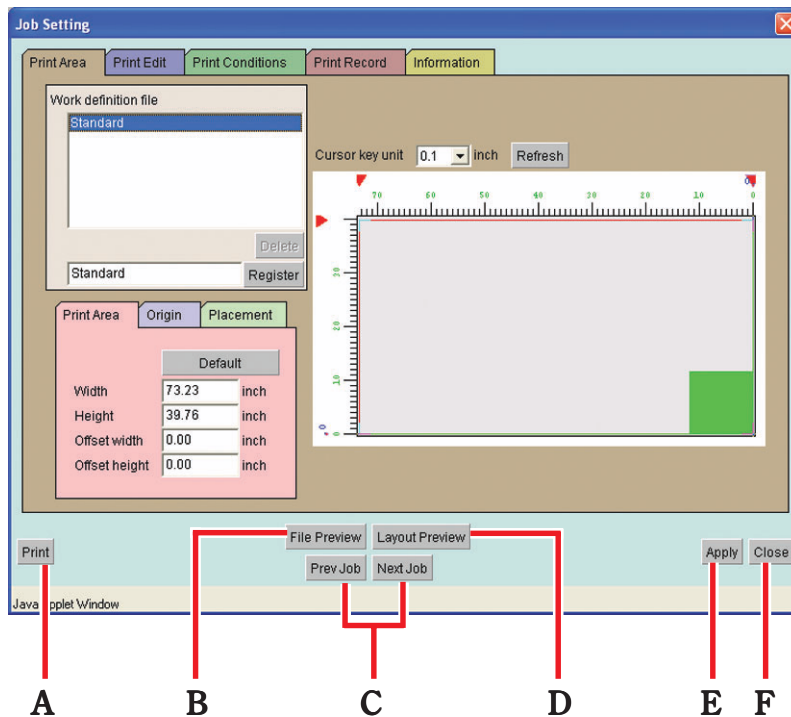 Job Setting
Print Area Print Edit Print Conditions Print Record Information
Work definition file
Standard
Delete
Standard Register
Cursor key unit 0.1 inch Refresh
70 60 50 40 30 20 10 0
30
20
10
0
Print Area Origin Placement
Default
Width 73.23 inch
Height 39.76 inch
Offset width 0.00 inch
Offset height 0.00 inch
File Preview Layout Preview
Print Apply Close
Prev Job Next Job
Java Applet Window
A B C D E F